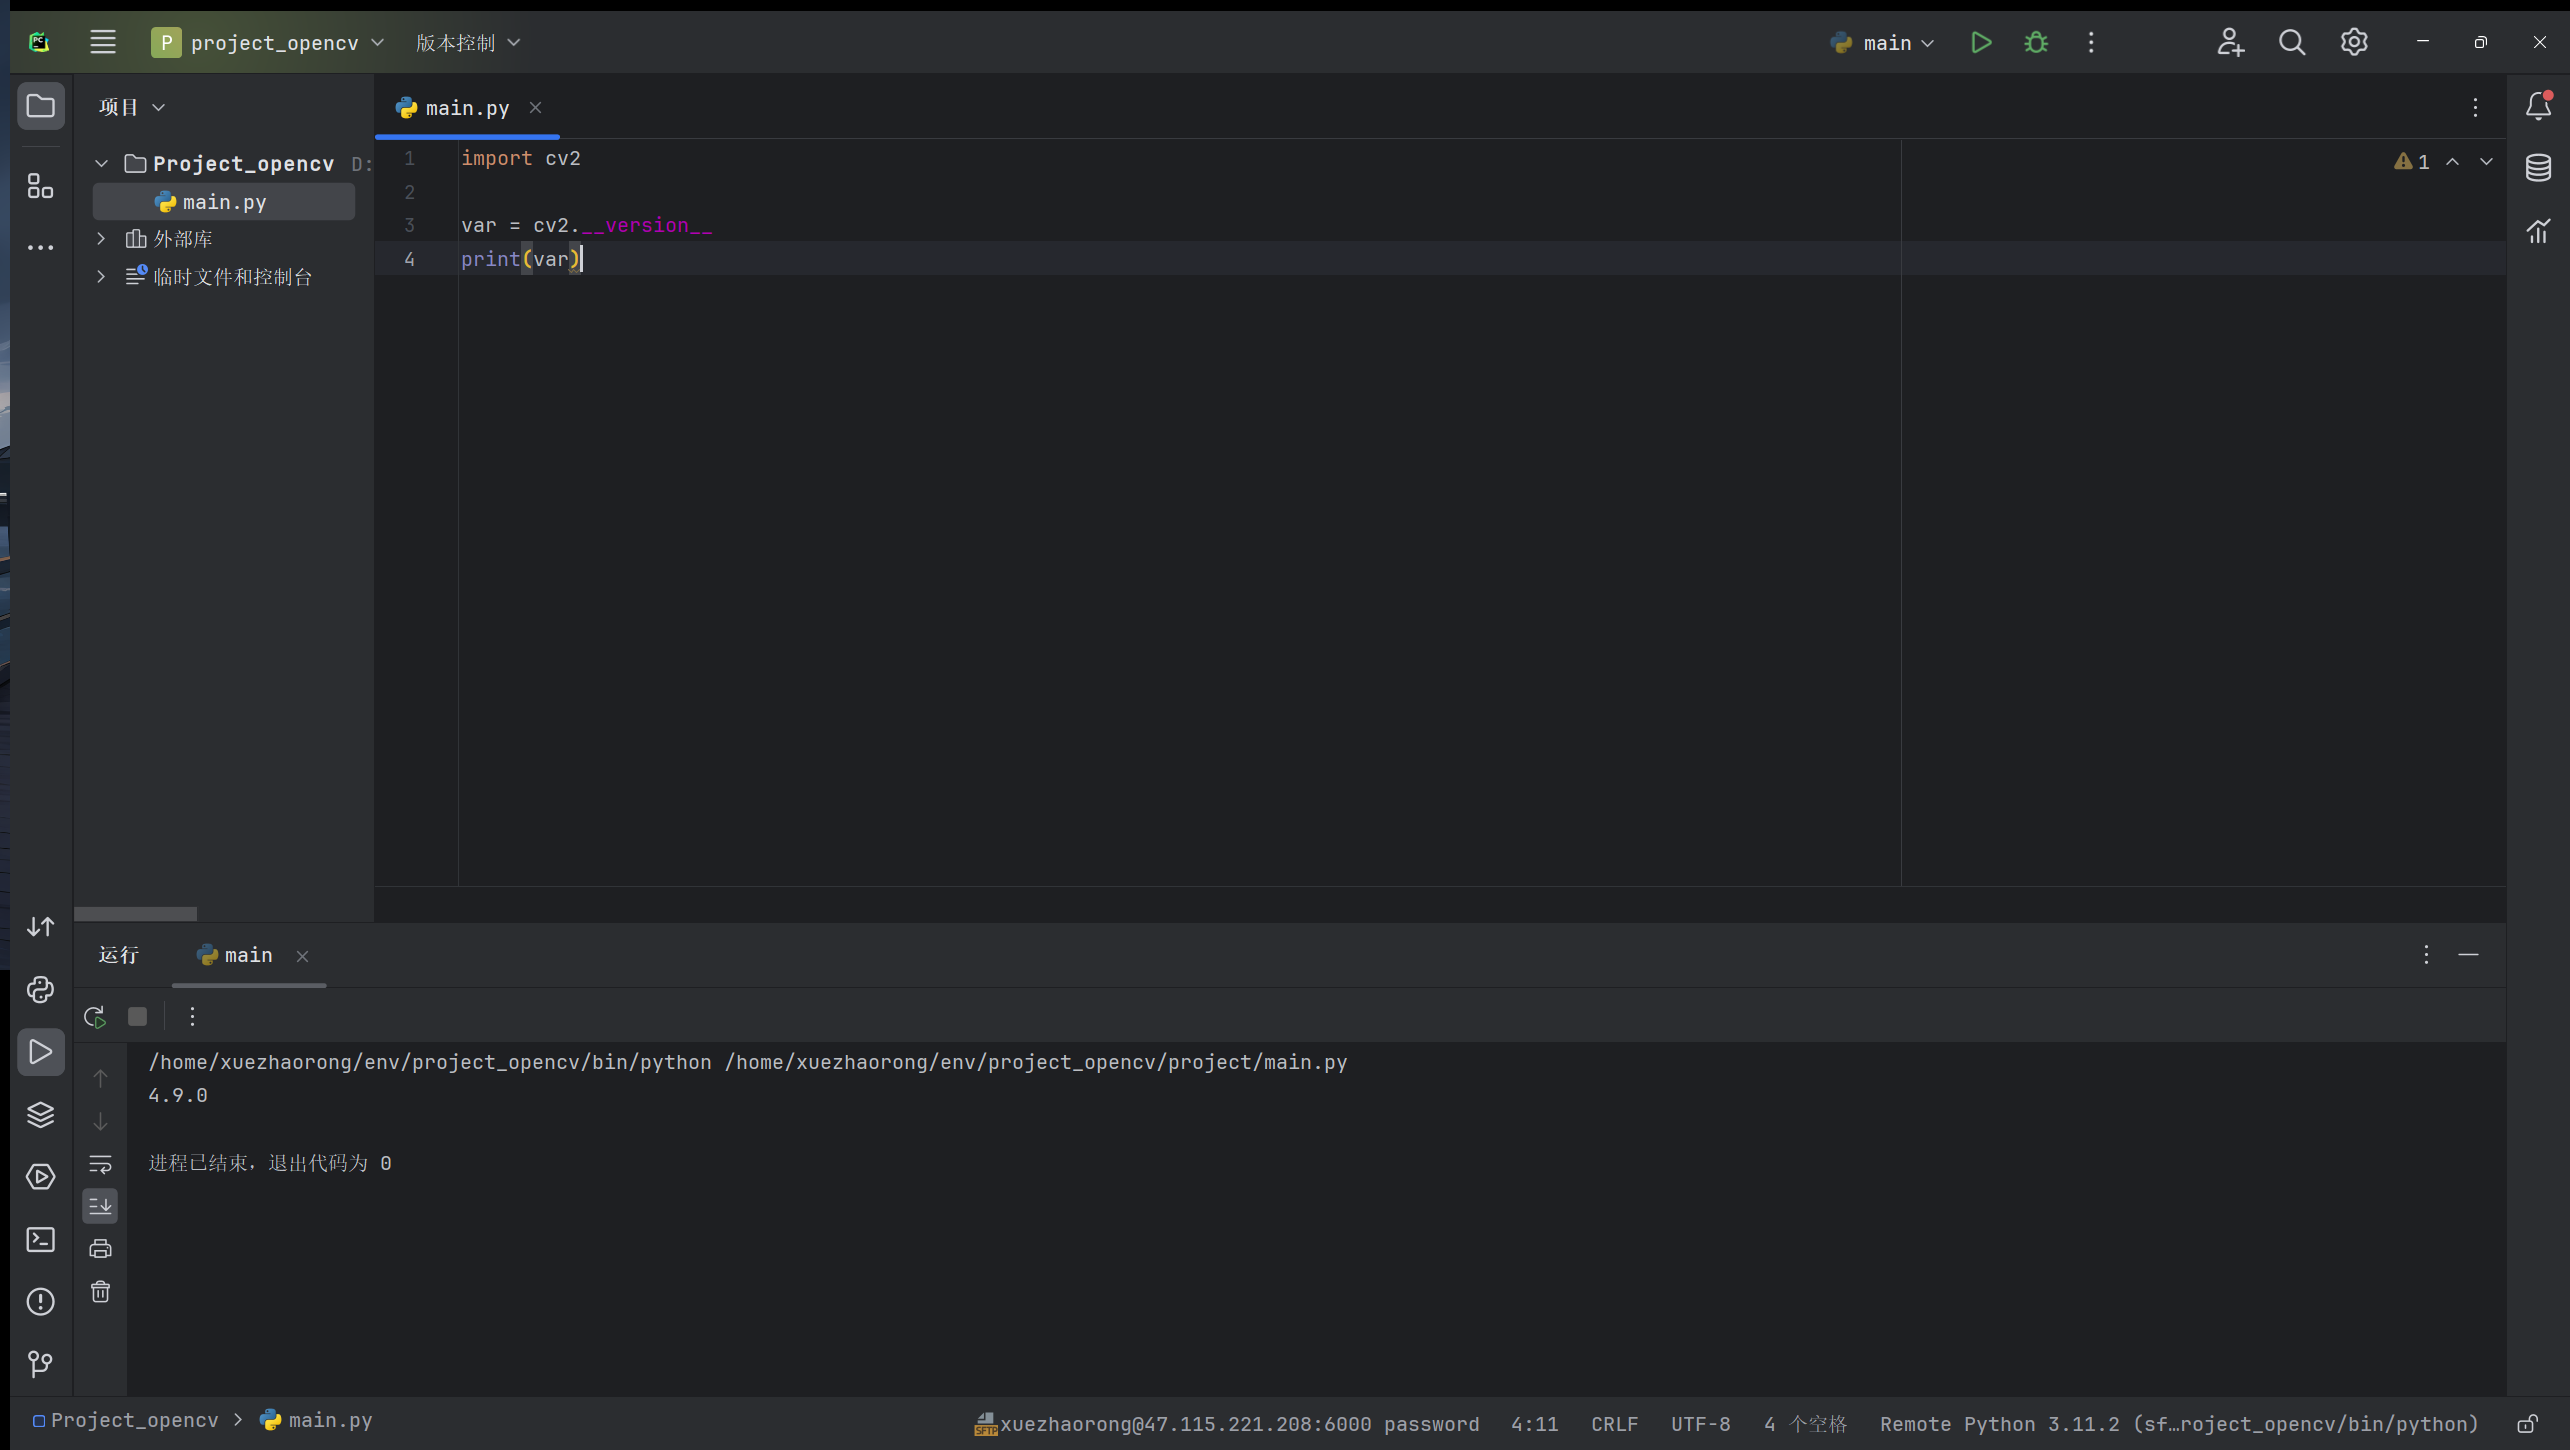 P project_opencv 版本控制 main
项目
main.py
Project_opencv D:
main.py
外部库
临时文件和控制台
1 import cv2
2
3 var = cv2.__version__
4 print(var)
1
运行 main
/home/xuezhaorong/env/project_opencv/bin/python /home/xuezhaorong/env/project_opencv/project/main.py
4.9.0
进程已结束，退出代码为 0
Project_opencv main.py SFTP xuezhaorong@47.115.221.208:6000 password 4:11 CRLF UTF-8 4 个空格 Remote Python 3.11.2 (sf…roject_opencv/bin/python)